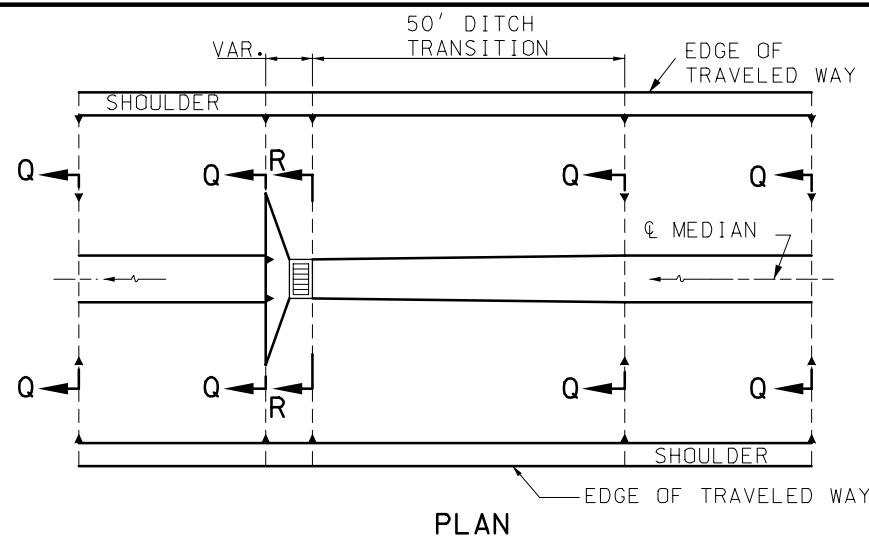 50' DITCH
TRANSITION
VAR.
EDGE OF
TRAVELED WAY
SHOULDER
Q Q R Q Q
℄ MEDIAN
Q Q R Q Q
SHOULDER
EDGE OF TRAVELED WAY
PLAN